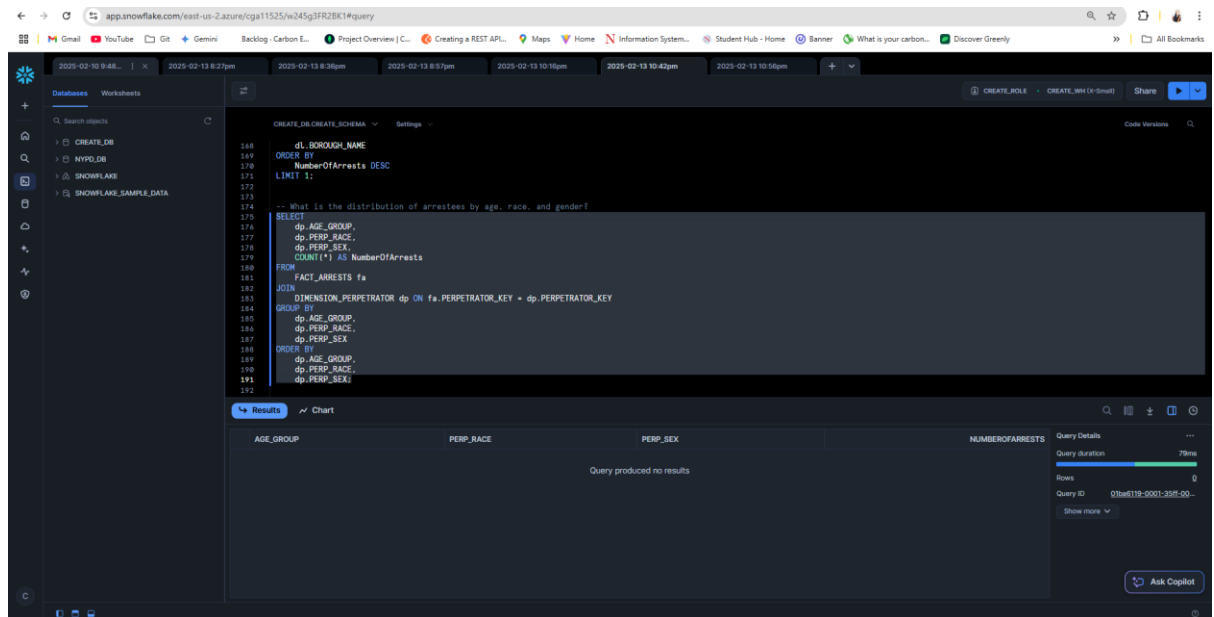 app.snowflake.com/east-us-2.azure/cga11525/w245g3FR2BK1#query
Gmail YouTube Git Gemini Backlog - Carbon E... Project Overview | C... Creating a REST API... Maps Home Information System... Student Hub - Home Banner What is your carbon... Discover Greenly » All Bookmarks
2025-02-10 9:48... 2025-02-13 8:27pm 2025-02-13 8:36pm 2025-02-13 8:57pm 2025-02-13 10:16pm 2025-02-13 10:42pm 2025-02-13 10:56pm
Databases Worksheets
CREATE_ROLE · CREATE_WH (X-Small) Share
Search objects
CREATE_DB.CREATE_SCHEMA Settings
Code Versions
CREATE_DB
NYPD_DB
SNOWFLAKE
SNOWFLAKE_SAMPLE_DATA
168 dl.BOROUGH_NAME
169 ORDER BY
170 NumberOfArrests DESC
171 LIMIT 1;
172
173
174 -- What is the distribution of arrestees by age, race, and gender?
175 SELECT
176 dp.AGE_GROUP,
177 dp.PERP_RACE,
178 dp.PERP_SEX,
179 COUNT(*) AS NumberOfArrests
180 FROM
181 FACT_ARRESTS fa
182 JOIN
183 DIMENSION_PERPETRATOR dp ON fa.PERPETRATOR_KEY = dp.PERPETRATOR_KEY
184 GROUP BY
185 dp.AGE_GROUP,
186 dp.PERP_RACE,
187 dp.PERP_SEX
188 ORDER BY
189 dp.AGE_GROUP,
190 dp.PERP_RACE,
191 dp.PERP_SEX;
192
Results Chart
AGE_GROUP PERP_RACE PERP_SEX NUMBEROFARRESTS
Query produced no results
Query Details ...
Query duration 79ms
Rows 0
Query ID 01ba6119-0001-35ff-00...
Show more
Ask Copilot
C